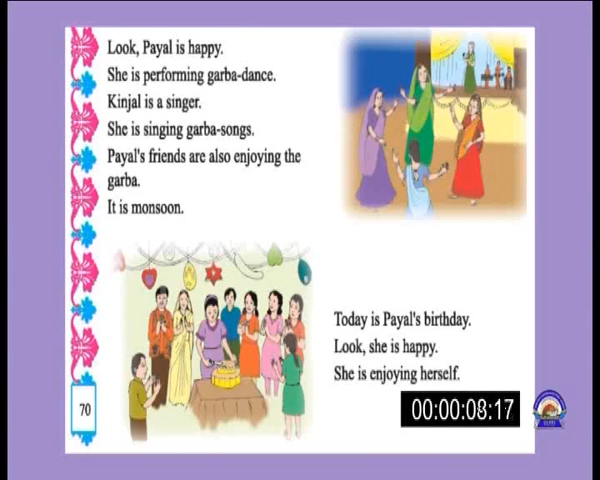 Look, Payal is happy.
She is performing garba-dance.
Kinjal is a singer.
She is singing garba-songs.
Payal's friends are also enjoying the
garba.
It is monsoon.
Today is Payal's birthday.
Look, she is happy.
She is enjoying herself.
00:00:08:17
70